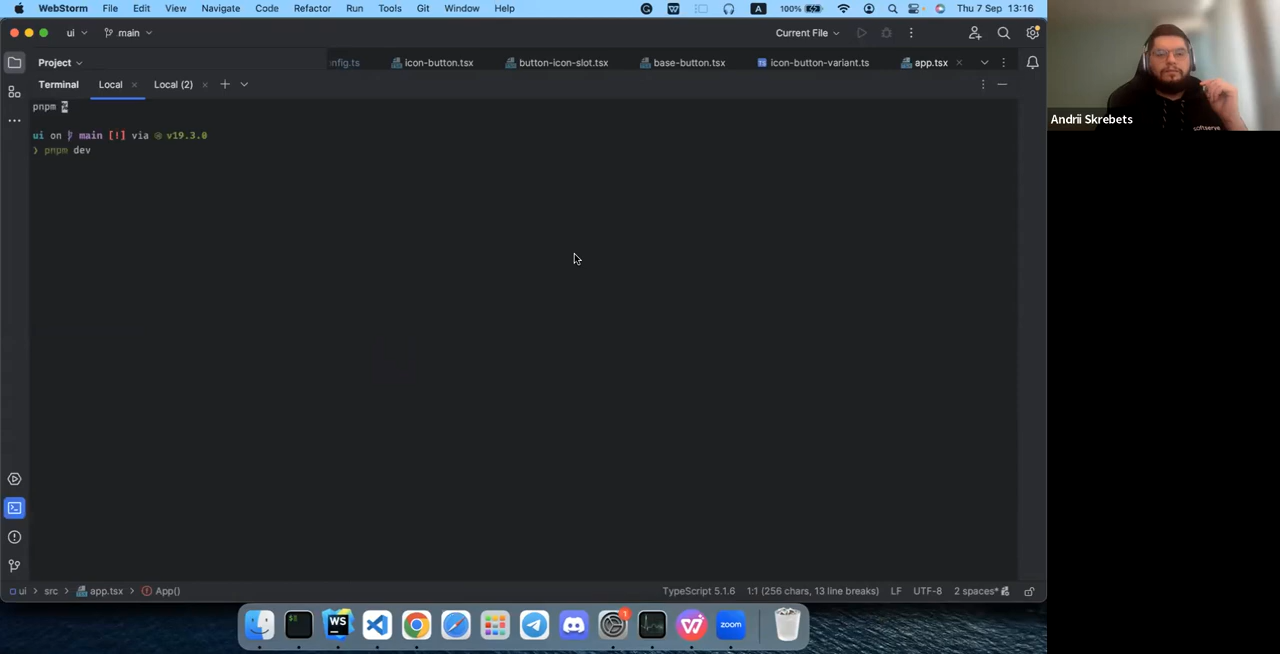 WebStorm File Edit View Navigate Code Refactor Run Tools Git Window Help A 100% Thu 7 Sep 13:16
ui main Current File
Project nfig.ts icon-button.tsx button-icon-slot.tsx base-button.tsx TS icon-button-variant.ts app.tsx
Terminal Local Local (2)
pnpm
ui on main [!] via v19.3.0
❯ pnpm dev
Andrii Skrebets
softserve
ui src app.tsx App() TypeScript 5.1.6 1:1 (256 chars, 13 line breaks) LF UTF-8 2 spaces*
$ WS 1 zoom